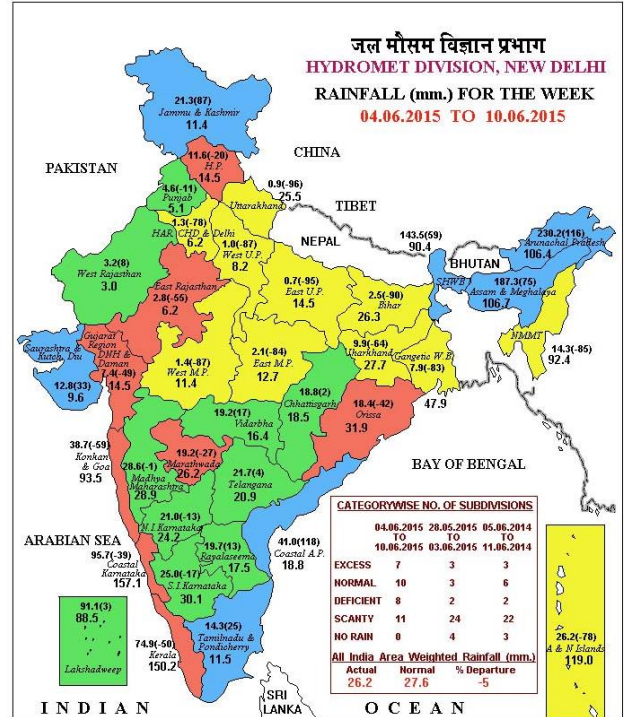 जल मौसम विज्ञान प्रभाग
HYDROMET DIVISION, NEW DELHI
RAINFALL (mm.) FOR THE WEEK
04.06.2015 TO 10.06.2015
21.3(87)
Jammu & Kashmir
11.4
PAKISTAN
CHINA
11.6(-20)
H.P.
14.5
4.6(-11)
Punjab
5.1
0.9(-96)
25.5
Uttarakhand
TIBET
1.3(-78)
HAR. CHD & Delhi
6.2
1.0(-87)
West U.P.
8.2
NEPAL
143.5(59)
90.4
BHUTAN
230.2(116)
Arunachal Pradesh
106.4
3.2(8)
West Rajasthan
3.0
East Rajasthan
2.8(-55)
6.2
0.7(-95)
East U.P.
14.5
2.5(-90)
Bihar
26.3
SHWB
187.3(75)
Assam & Meghalaya
106.7
NMMT
14.3(-85)
92.4
Saurashtra &
Kutch, Diu
12.8(33)
9.6
Gujarat
Region
DNH &
Daman
7.4(-49)
14.5
1.4(-87)
West M.P.
11.4
2.1(-84)
East M.P.
12.7
9.9(-64)
Jharkhand
27.7
Gangetic W.B.
7.9(-83)
47.9
18.8(2)
Chhattisgarh
18.5
18.4(-42)
Orissa
31.9
19.2(17)
Vidarbha
16.4
38.7(-59)
Konkan
& Goa
93.5
28.6(-1)
Madhya
Maharashtra
28.9
19.2(-27)
Marathwada
26.2
21.7(4)
Telangana
20.9
BAY OF BENGAL
21.0(-13)
N.I.Karnataka
24.2
ARABIAN SEA
95.7(-39)
Coastal
Karnataka
157.1
19.7(13)
Rayalaseema
17.5
41.0(118)
Coastal A.P.
18.8
25.0(-17)
S.I.Karnataka
30.1
91.1(3)
88.5
Lakshadweep
74.9(-50)
Kerala
150.2
14.3(25)
Tamilnadu &
Pondicherry
11.5
CATEGORYWISE NO. OF SUBDIVISIONS
04.06.2015 28.05.2015 05.06.2014
TO TO TO
10.06.2015 03.06.2015 11.06.2014
EXCESS 7 3 3
NORMAL 10 3 6
DEFICIENT 8 2 2
SCANTY 11 24 22
NO RAIN 0 4 3
All India Area Weighted Rainfall (mm.)
Actual Normal % Departure
26.2 27.6 -5
26.2(-78)
A & N Islands
119.0
SRI
LANKA
INDIAN OCEAN